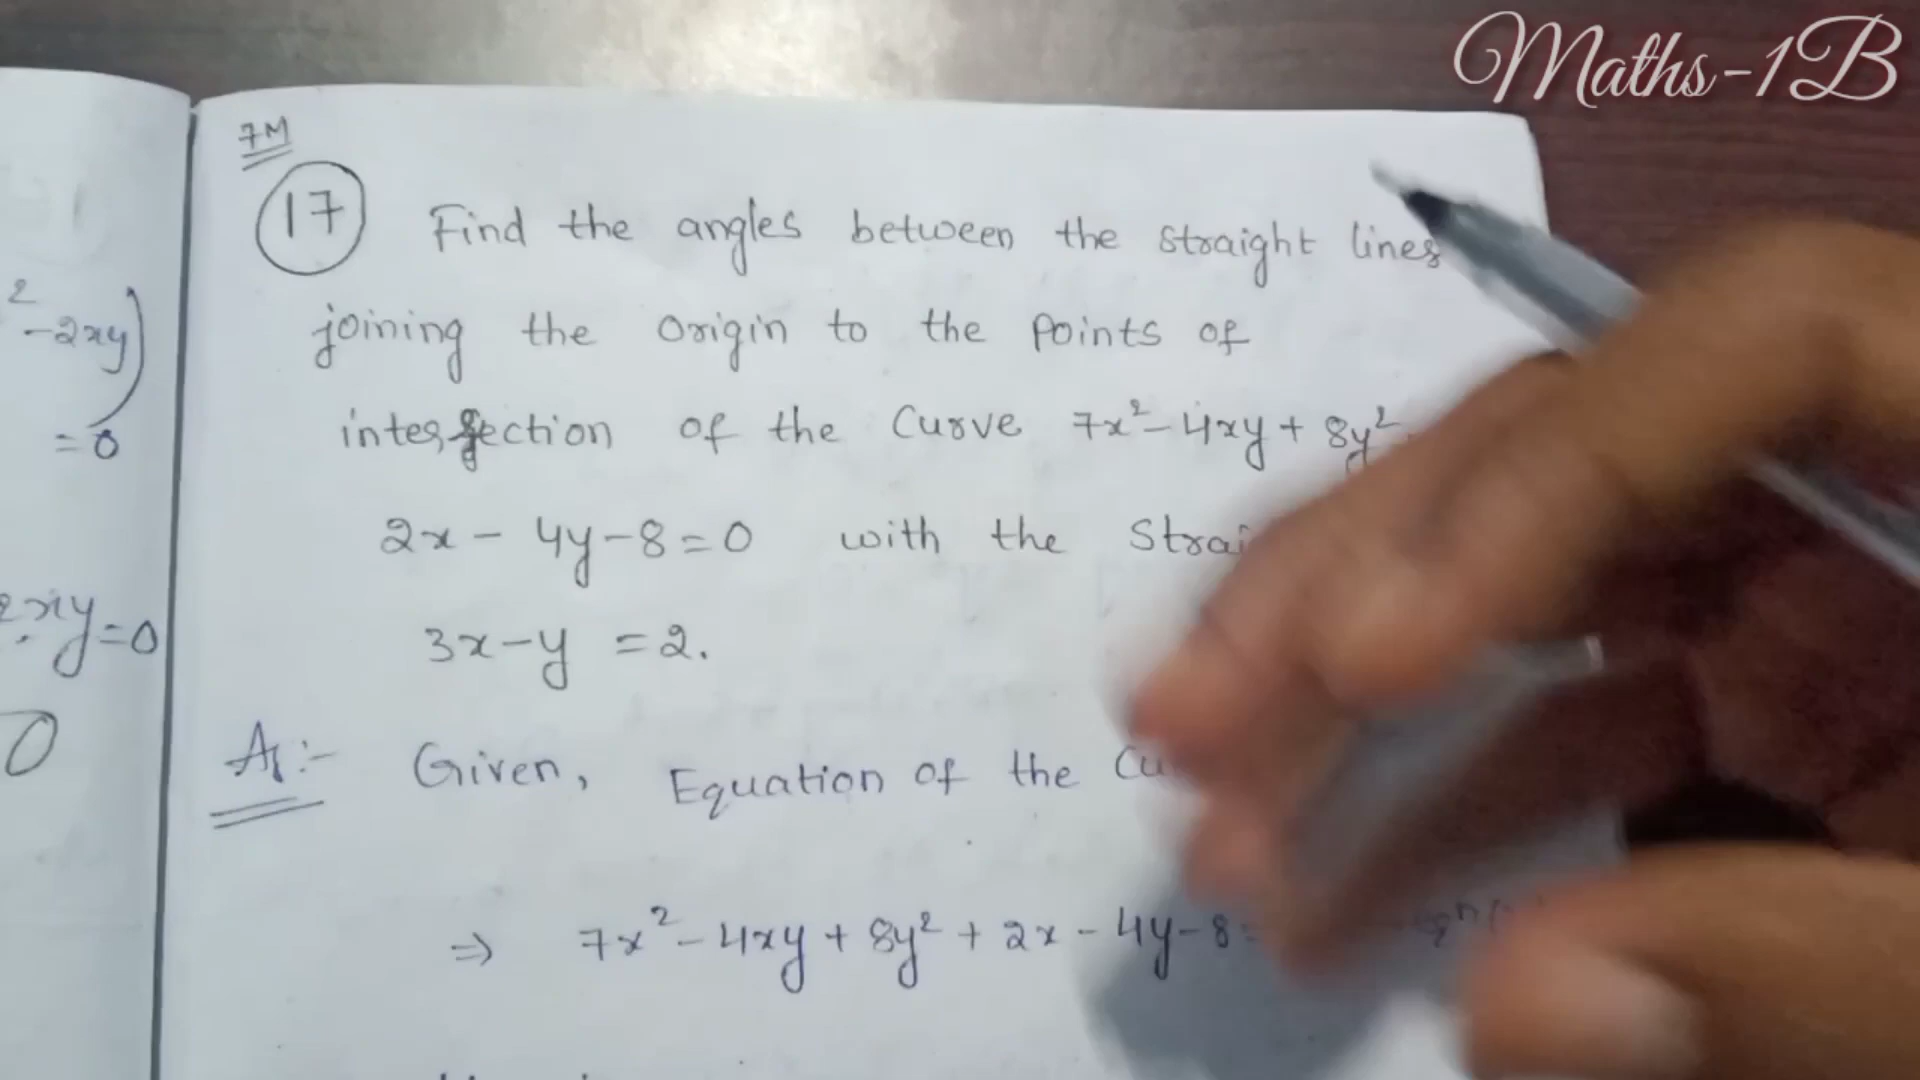 Maths-1B
7M
17 Find the angles between the straight lines
joining the origin to the points of
intersection of the curve 7x²-4xy+8y²
2x-4y-8=0 with the
3x-y=2.
A:- Given, Equation of the
⇒ 7x²-4xy+8y²+2x-4y-8=
²-2xy)
=0
xy=0
0